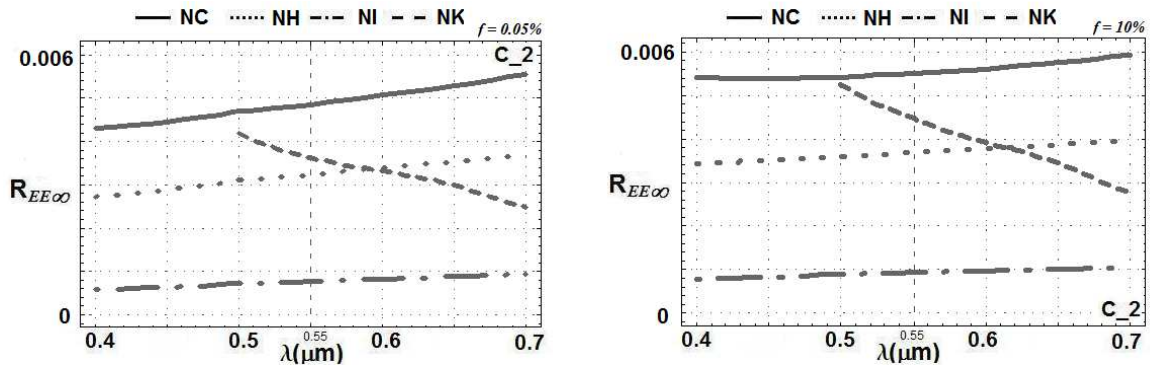 NC NH NI NK
f = 0.05%
C_2
0.006
R_EE∞
0
0.4 0.5 0.55 0.6 0.7
λ(μm)
NC NH NI NK
f = 10%
0.006
R_EE∞
0
C_2
0.4 0.5 0.55 0.6 0.7
λ(μm)